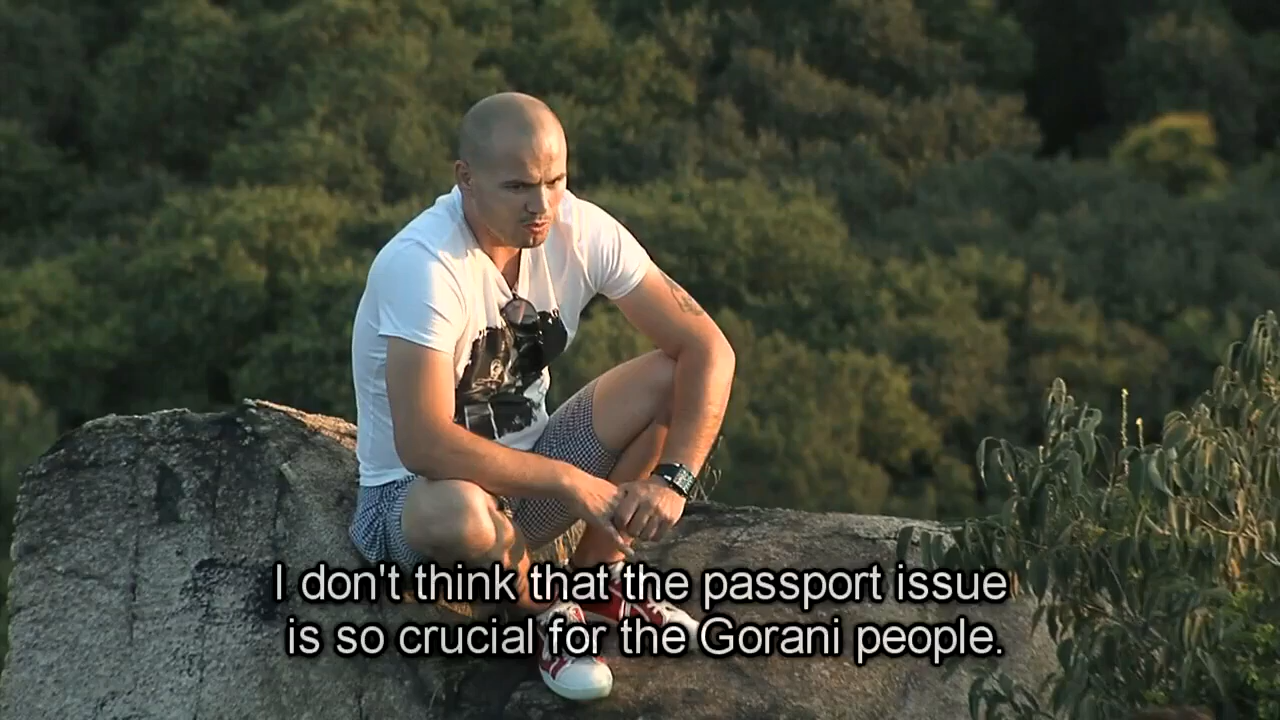 I don't think that the passport issue
is so crucial for the Gorani people.